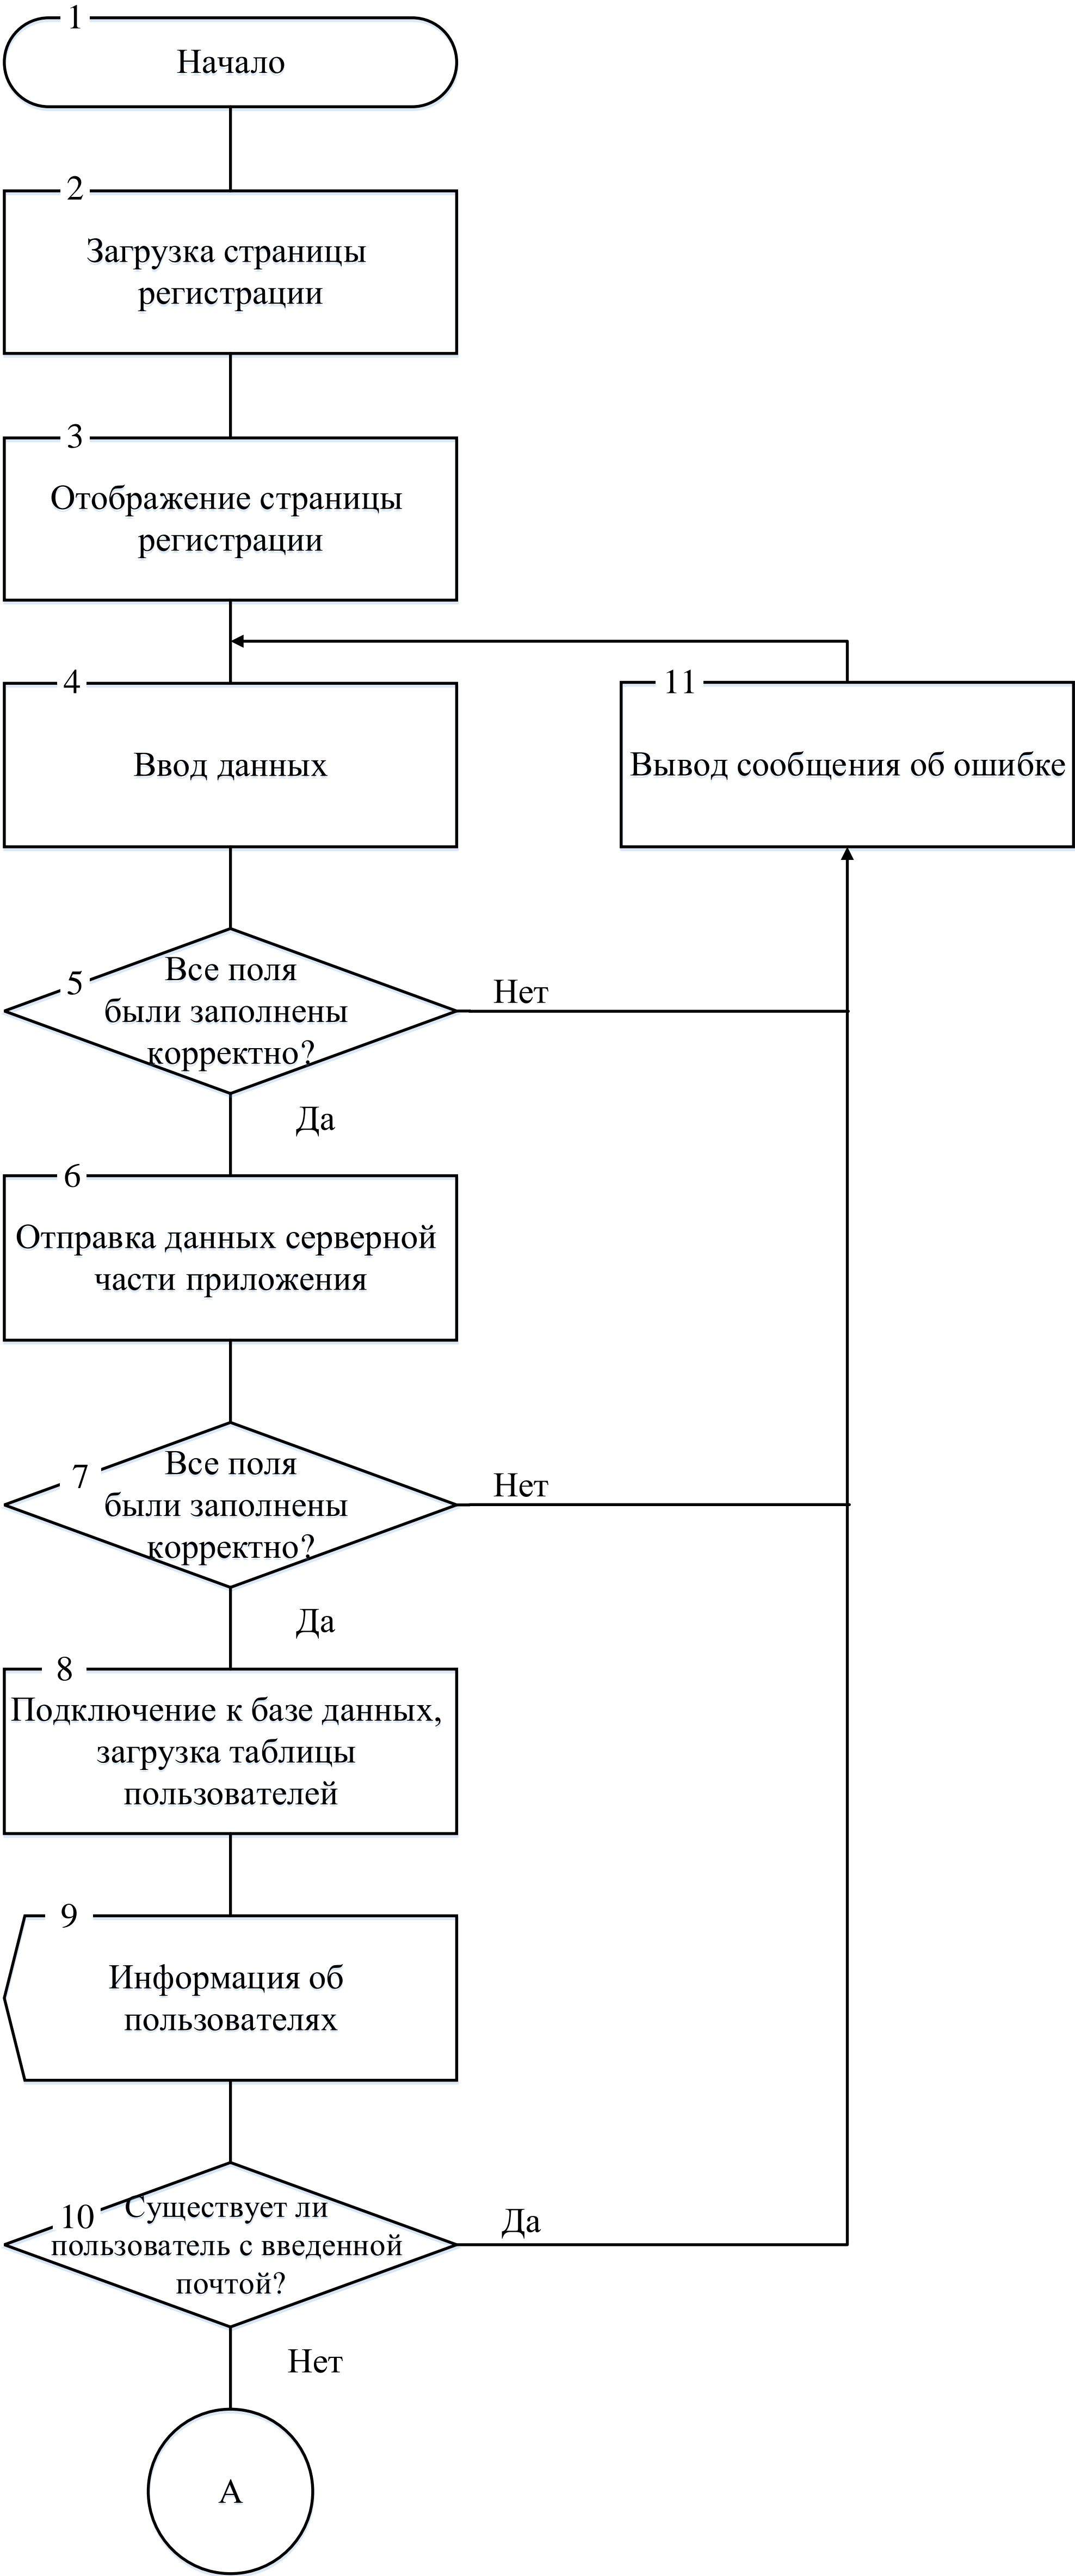 1
Начало
2
Загрузка страницы
регистрации
3
Отображение страницы
регистрации
4
Ввод данных
11
Вывод сообщения об ошибке
5
Все поля
были заполнены
корректно?
Нет
Да
6
Отправка данных серверной
части приложения
7
Все поля
были заполнены
корректно?
Нет
Да
8
Подключение к базе данных,
загрузка таблицы
пользователей
9
Информация об
пользователях
10
Существует ли
пользователь с введенной
почтой?
Да
Нет
А